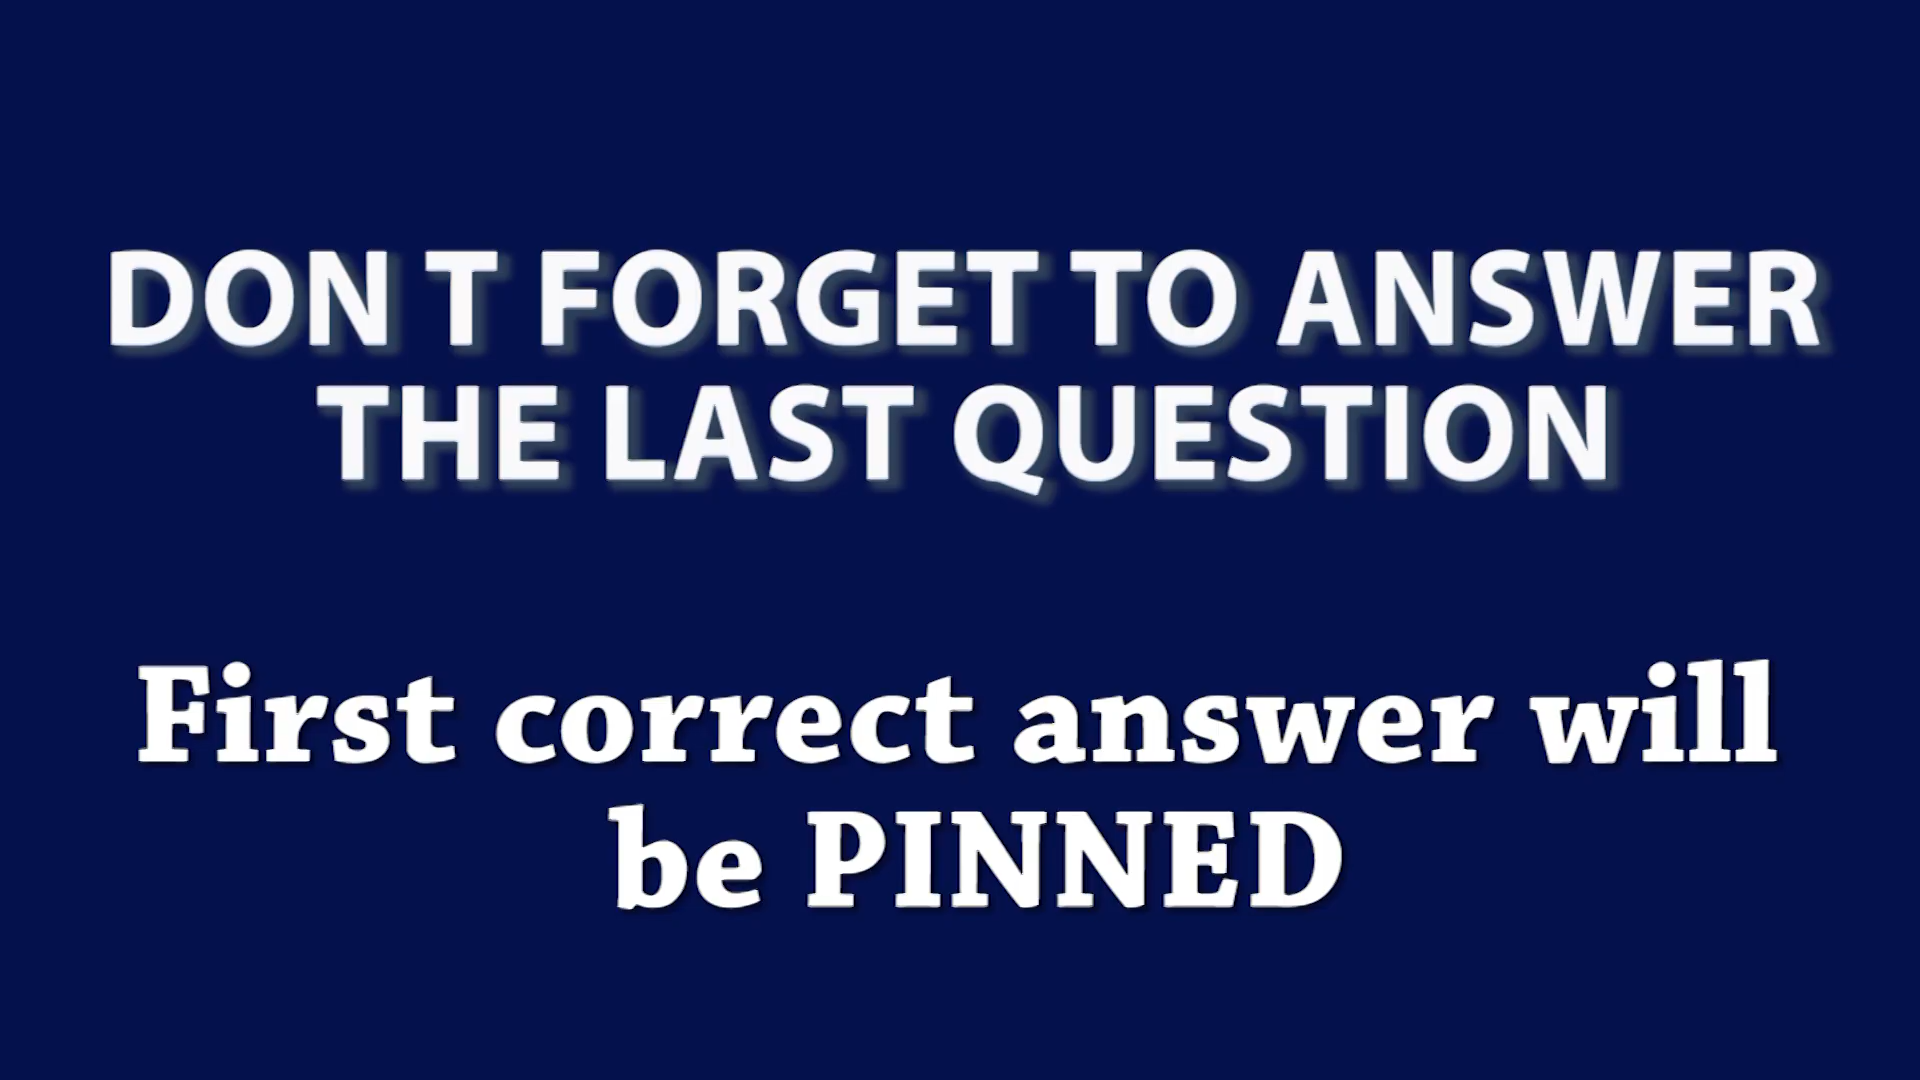 DON T FORGET TO ANSWER
THE LAST QUESTION
First correct answer will
be PINNED